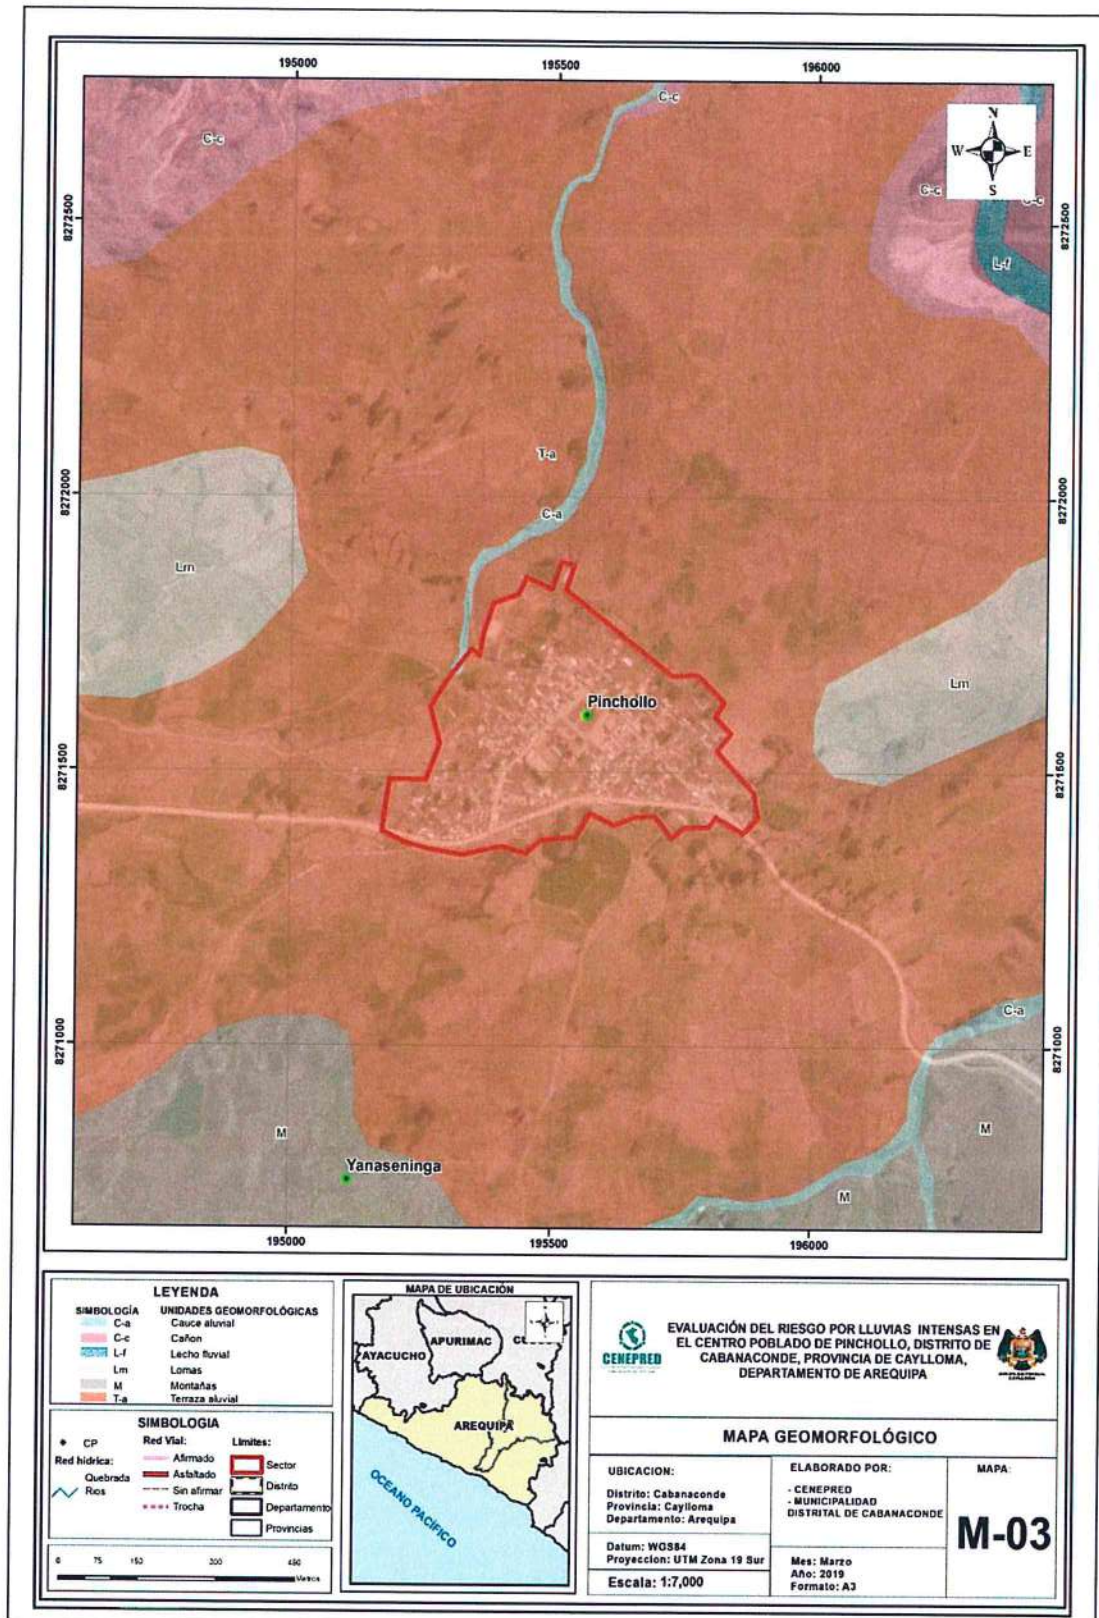 195000
195500
196000
C-c
C-c
N
W
E
S
8272500
8272500
C-c
C-c
L-f
T-a
8272000
8272000
C-a
Lm
Lm
Pinchollo
8271500
8271500
C-a
8271000
8271000
M
M
Yanaseninga
M
195000
195500
196000
LEYENDA
SIMBOLOGÍA UNIDADES GEOMORFOLÓGICAS
C-a Cauce aluvial
C-c Cañon
L-f Lecho fluvial
Lm Lomas
M Montañas
T-a Terraza aluvial
SIMBOLOGIA
CP
Red hídrica:
Quebrada
Rios
Red Vial:
Afirmado
Asfaltado
Sin afirmar
Trocha
Límites:
Sector
Distrito
Departamento
Provincias
0 75 150 300 450
Metros
MAPA DE UBICACIÓN
APURIMAC
AYACUCHO
AREQUIPA
OCEANO PACÍFICO
CENEPRED
EVALUACIÓN DEL RIESGO POR LLUVIAS INTENSAS EN
EL CENTRO POBLADO DE PINCHOLLO, DISTRITO DE
CABANACONDE, PROVINCIA DE CAYLLOMA,
DEPARTAMENTO DE AREQUIPA
MAPA GEOMORFOLÓGICO
UBICACION:
Distrito: Cabanaconde
Provincia: Caylloma
Departamento: Arequipa
Datum: WGS84
Proyeccion: UTM Zona 19 Sur
Escala: 1:7,000
ELABORADO POR:
- CENEPRED
- MUNICIPALIDAD
DISTRITAL DE CABANACONDE
Mes: Marzo
Año: 2019
Formato: A3
MAPA:
M-03